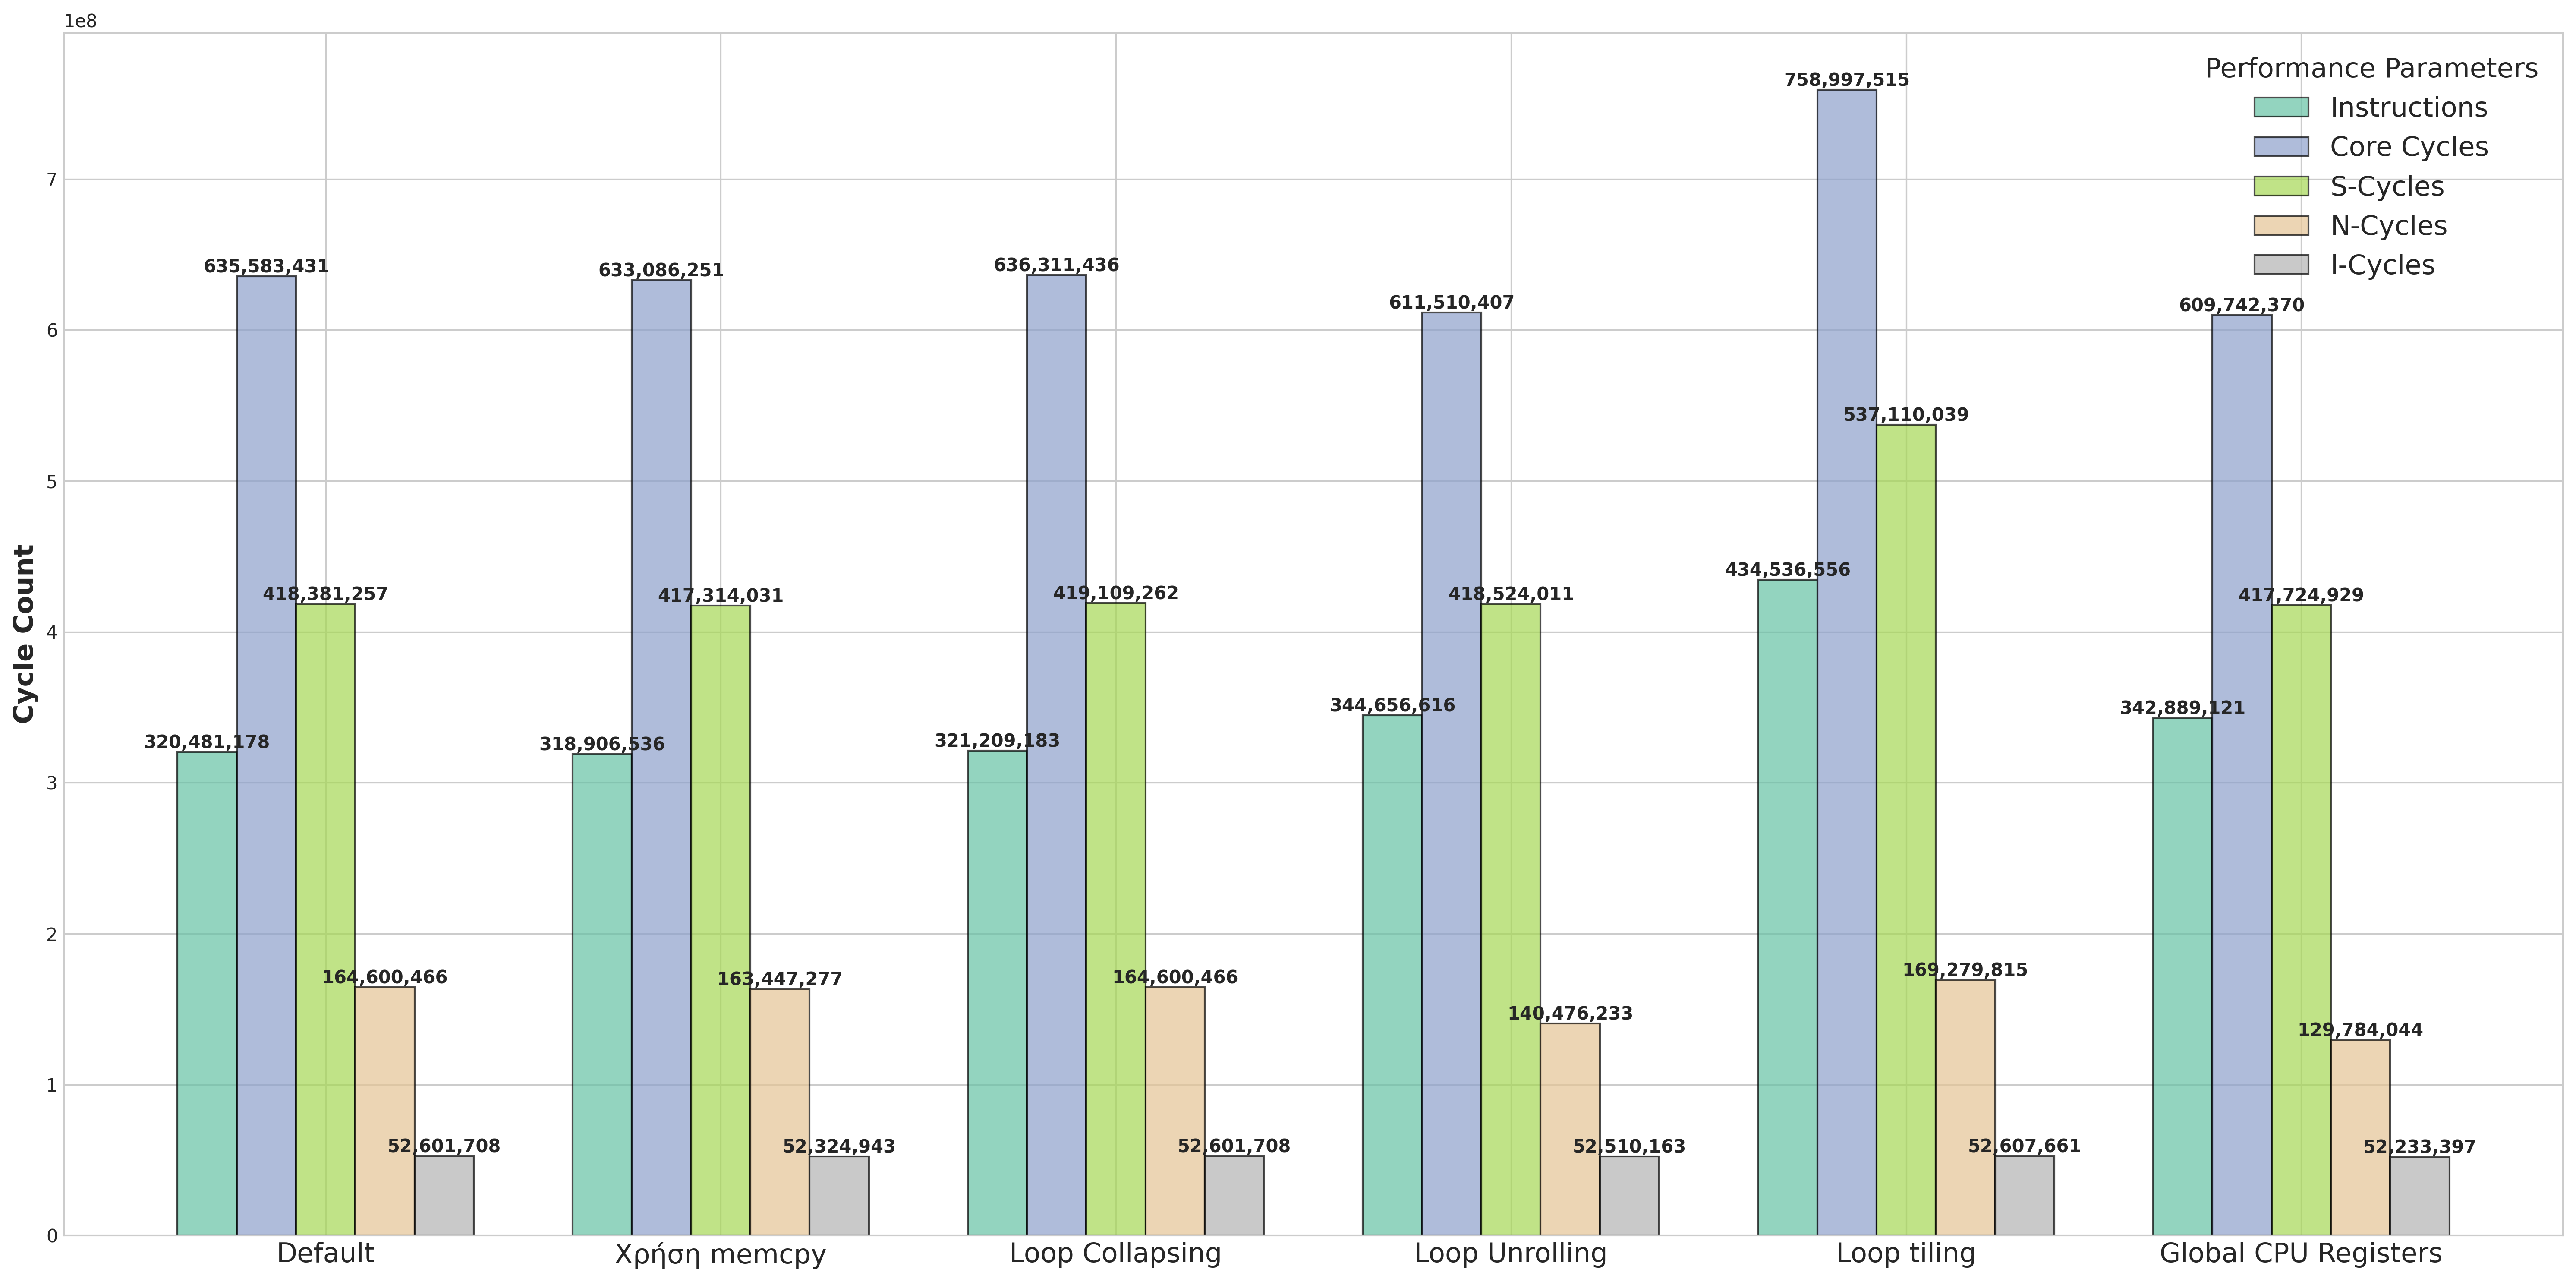 1e8
Performance Parameters
Instructions
Core Cycles
S-Cycles
N-Cycles
I-Cycles
Cycle Count
7
6
5
4
3
2
1
0
320,481,178
635,583,431
418,381,257
164,600,466
52,601,708
318,906,536
633,086,251
417,314,031
163,447,277
52,324,943
321,209,183
636,311,436
419,109,262
164,600,466
52,601,708
344,656,616
611,510,407
418,524,011
140,476,233
52,510,163
434,536,556
758,997,515
537,110,039
169,279,815
52,607,661
342,889,121
609,742,370
417,724,929
129,784,044
52,233,397
Default
Χρήση memcpy
Loop Collapsing
Loop Unrolling
Loop tiling
Global CPU Registers